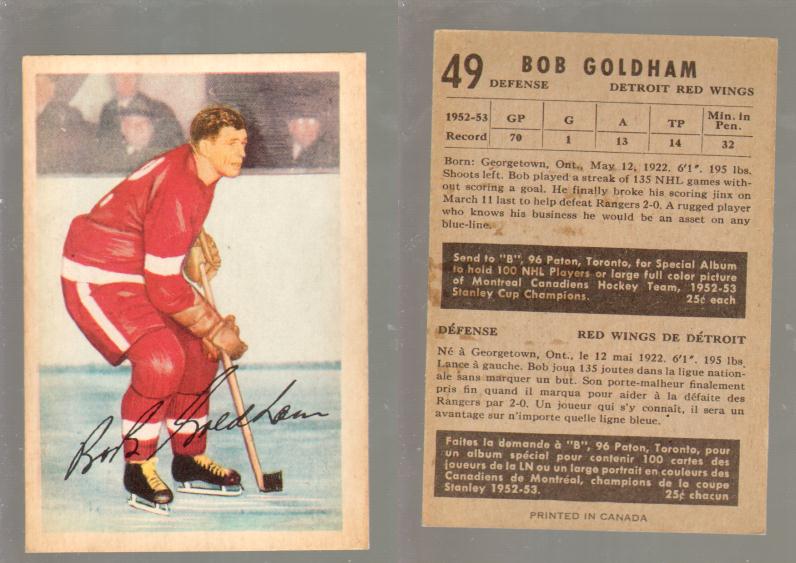 Bob Goldham
49 BOB GOLDHAM
DEFENSE DETROIT RED WINGS
1952-53 Record GP G A TP Min. in Pen.
70 1 13 14 32
Born: Georgetown, Ont., May 12, 1922. 6'1". 195 lbs.
Shoots left. Bob played a streak of 135 NHL games with-
out scoring a goal. He finally broke his scoring jinx on
March 11 last to help defeat Rangers 2-0. A rugged player
who knows his business he would be an asset on any
blue-line.
Send to "B", 96 Paton, Toronto, for Special Album
to hold 100 NHL Players or large full color picture
of Montreal Canadiens Hockey Team, 1952-53
Stanley Cup Champions. 25¢ each
DÉFENSE RED WINGS DE DÉTROIT
Né à Georgetown, Ont., le 12 mai 1922. 6'1". 195 lbs.
Lance à gauche. Bob joua 135 joutes dans la ligue nation-
ale sans marquer un but. Son porte-malheur finalement
pris fin quand il marqua pour aider à la défaite des
Rangers par 2-0. Un joueur qui s'y connaît, il sera un
avantage sur n'importe quelle ligne bleue.
Faites la demande à "B", 96 Paton, Toronto, pour
un album spécial pour contenir 100 cartes des
joueurs de la LN ou un large portrait en couleurs des
Canadiens de Montréal, champions de la coupe
Stanley 1952-53. 25¢ chacun
PRINTED IN CANADA